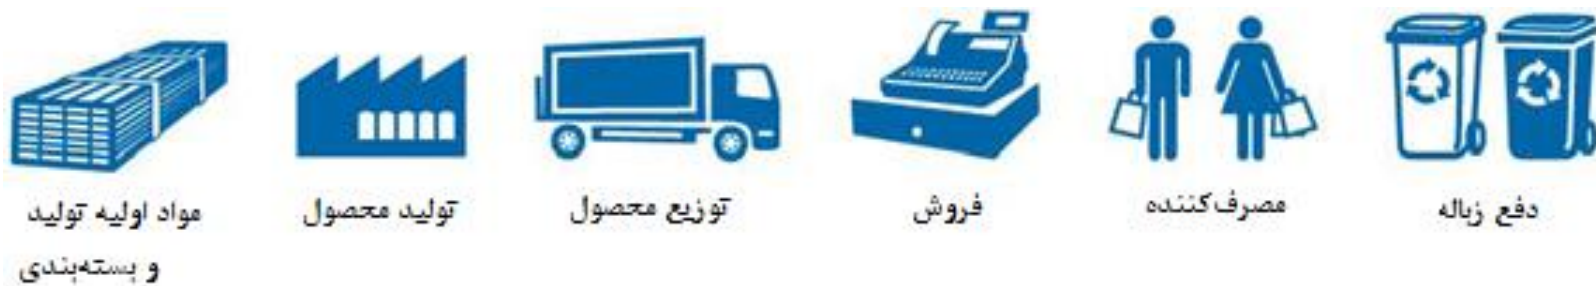 مواد اولیه تولید
و بسته‌بندی
تولید محصول
توزیع محصول
فروش
مصرف‌کننده
دفع زباله